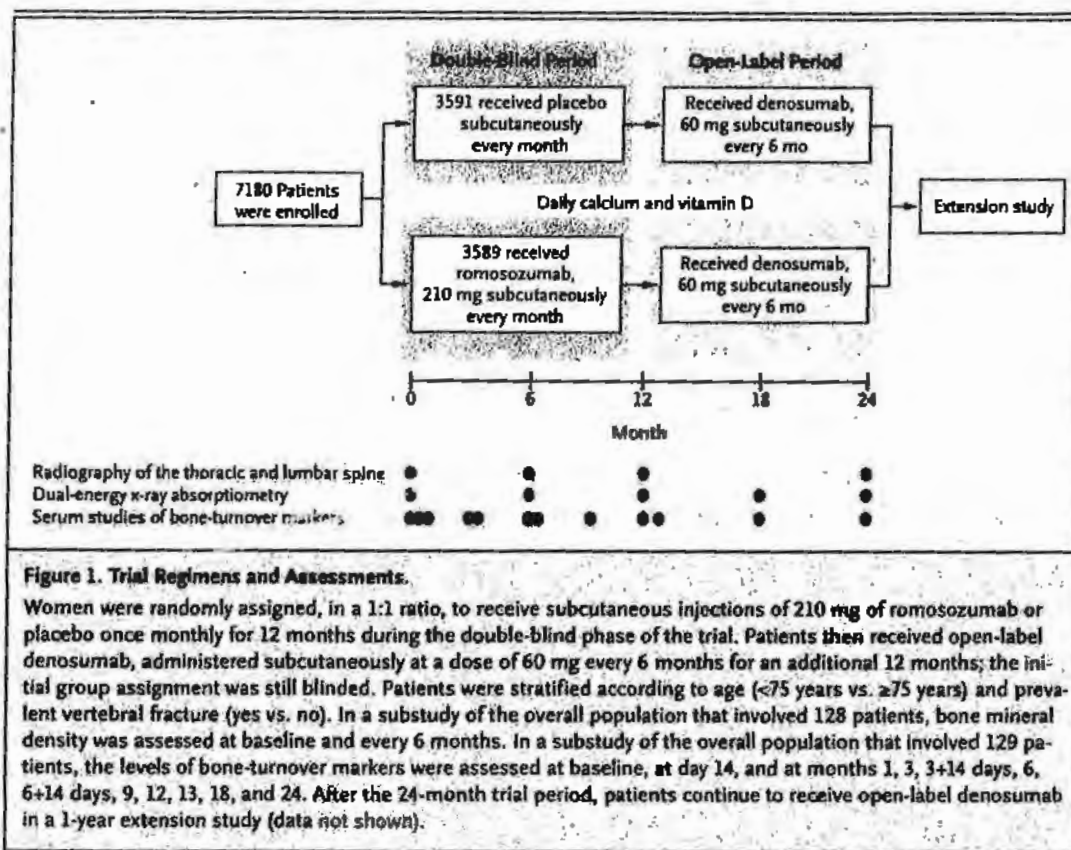 Double-Blind Period
Open-Label Period
3591 received placebo
subcutaneously
every month
Received denosumab,
60 mg subcutaneously
every 6 mo
7180 Patients
were enrolled
Daily calcium and vitamin D
Extension study
3589 received
romosozumab,
210 mg subcutaneously
every month
Received denosumab,
60 mg subcutaneously
every 6 mo
0 6 12 18 24
Month
Radiography of the thoracic and lumbar spine
Dual-energy x-ray absorptiometry
Serum studies of bone-turnover markers
Figure 1. Trial Regimens and Assessments.
Women were randomly assigned, in a 1:1 ratio, to receive subcutaneous injections of 210 mg of romosozumab or
placebo once monthly for 12 months during the double-blind phase of the trial. Patients then received open-label
denosumab, administered subcutaneously at a dose of 60 mg every 6 months for an additional 12 months; the ini-
tial group assignment was still blinded. Patients were stratified according to age (<75 years vs. ≥75 years) and preva-
lent vertebral fracture (yes vs. no). In a substudy of the overall population that involved 128 patients, bone mineral
density was assessed at baseline and every 6 months. In a substudy of the overall population that involved 129 pa-
tients, the levels of bone-turnover markers were assessed at baseline, at day 14, and at months 1, 3, 3+14 days, 6,
6+14 days, 9, 12, 13, 18, and 24. After the 24-month trial period, patients continue to receive open-label denosumab
in a 1-year extension study (data not shown).